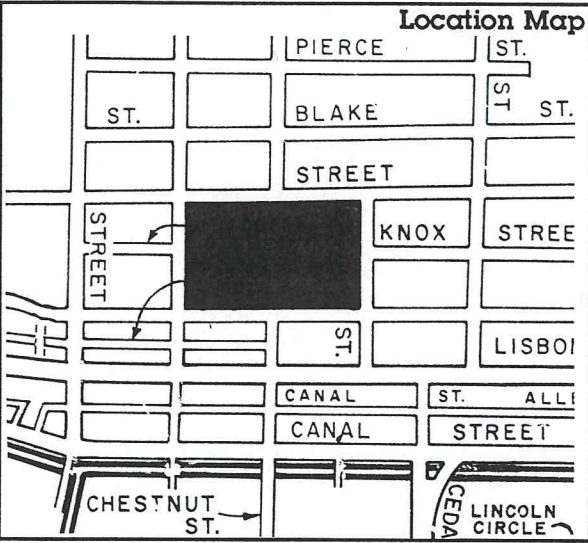 Location Map
PIERCE ST.
ST. BLAKE ST ST.
STREET
STREET KNOX STREE
ST. LISBON
CANAL ST. ALLE
CANAL STREET
CHESTNUT
ST.
CEDA
LINCOLN
CIRCLE